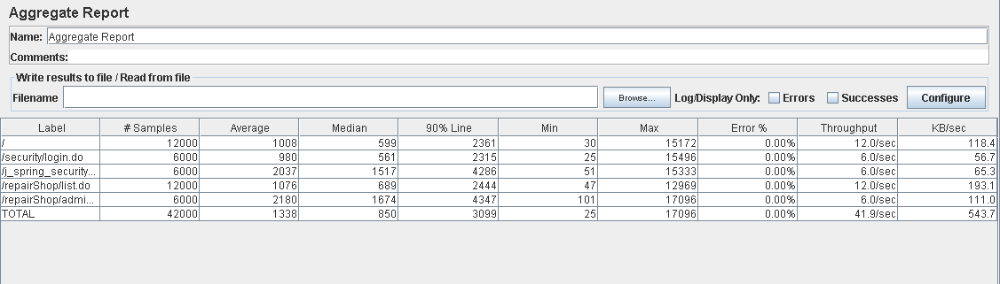 Aggregate Report
Name: Aggregate Report
Comments:
Write results to file / Read from file
Filename Browse... Log/Display Only: Errors Successes Configure
Label # Samples Average Median 90% Line Min Max Error % Throughput KB/sec
/ 12000 1008 599 2361 30 15172 0.00% 12.0/sec 118.4
/security/login.do 6000 980 561 2315 25 15496 0.00% 6.0/sec 56.7
/j_spring_security... 6000 2037 1517 4286 51 15333 0.00% 6.0/sec 65.3
/repairShop/list.do 12000 1076 689 2444 47 12969 0.00% 12.0/sec 193.1
/repairShop/admi... 6000 2180 1674 4347 101 17096 0.00% 6.0/sec 111.0
TOTAL 42000 1338 850 3099 25 17096 0.00% 41.9/sec 543.7